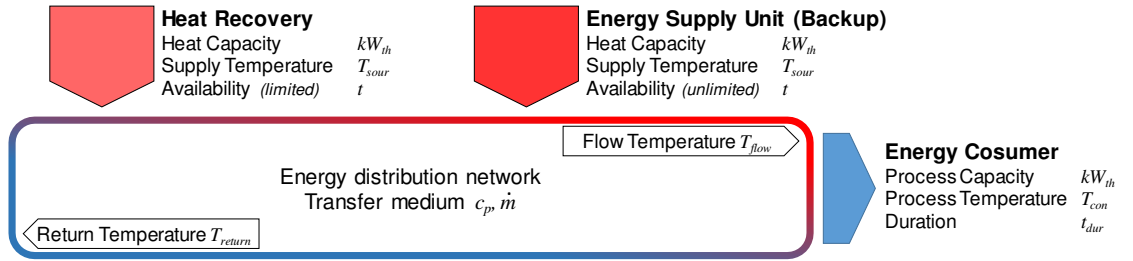 Heat Recovery
Heat Capacity kW_th
Supply Temperature T_sour
Availability (limited) t
Energy Supply Unit (Backup)
Heat Capacity kW_th
Supply Temperature T_sour
Availability (unlimited) t
Flow Temperature T_flow
Energy distribution network
Transfer medium c_p, ṁ
Return Temperature T_return
Energy Cosumer
Process Capacity kW_th
Process Temperature T_con
Duration t_dur